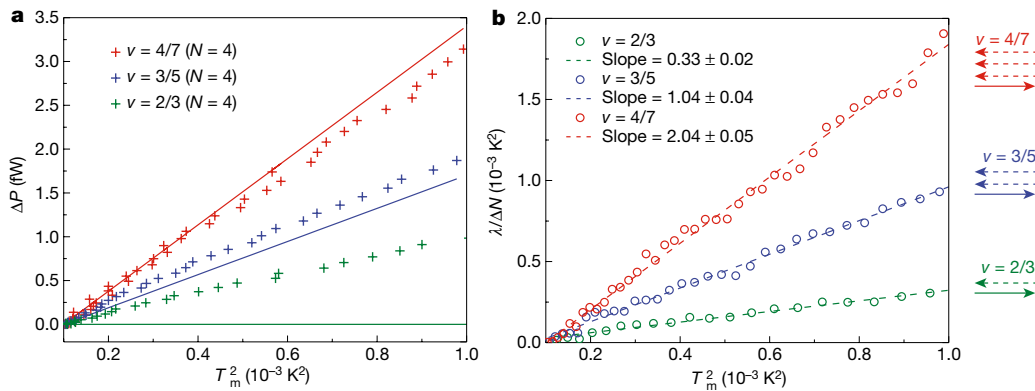 a
ΔP (fW)
3.5
3.0
2.5
2.0
1.5
1.0
0.5
0.0
v = 4/7 (N = 4)
v = 3/5 (N = 4)
v = 2/3 (N = 4)
0.2 0.4 0.6 0.8 1.0
T²ₘ (10⁻³ K²)
b
λ/ΔN (10⁻³ K²)
2.0
1.5
1.0
0.5
0
v = 2/3
Slope = 0.33 ± 0.02
v = 3/5
Slope = 1.04 ± 0.04
v = 4/7
Slope = 2.04 ± 0.05
0.2 0.4 0.6 0.8 1.0
T²ₘ (10⁻³ K²)
v = 4/7
v = 3/5
v = 2/3